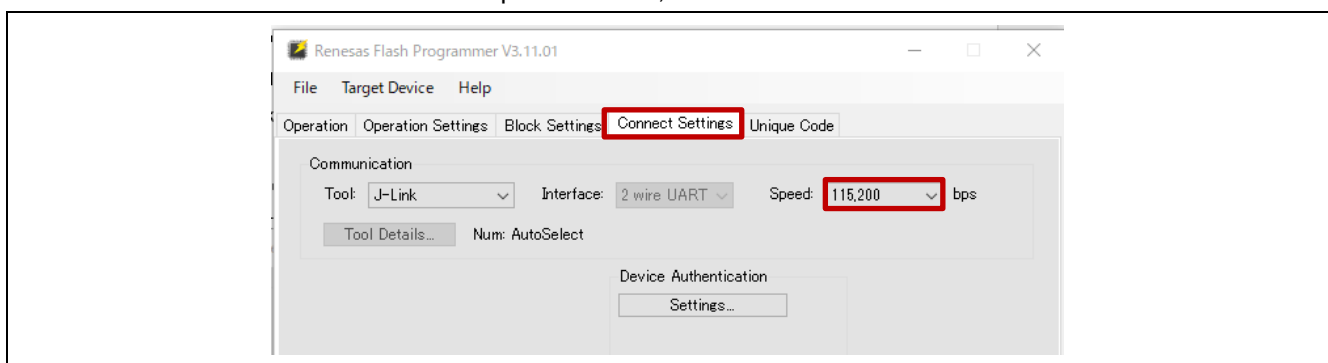 Renesas Flash Programmer V3.11.01
File Target Device Help
Operation Operation Settings Block Settings Connect Settings Unique Code
Communication
Tool: J-Link Interface: 2 wire UART Speed: 115,200 bps
Tool Details... Num: AutoSelect
Device Authentication
Settings...